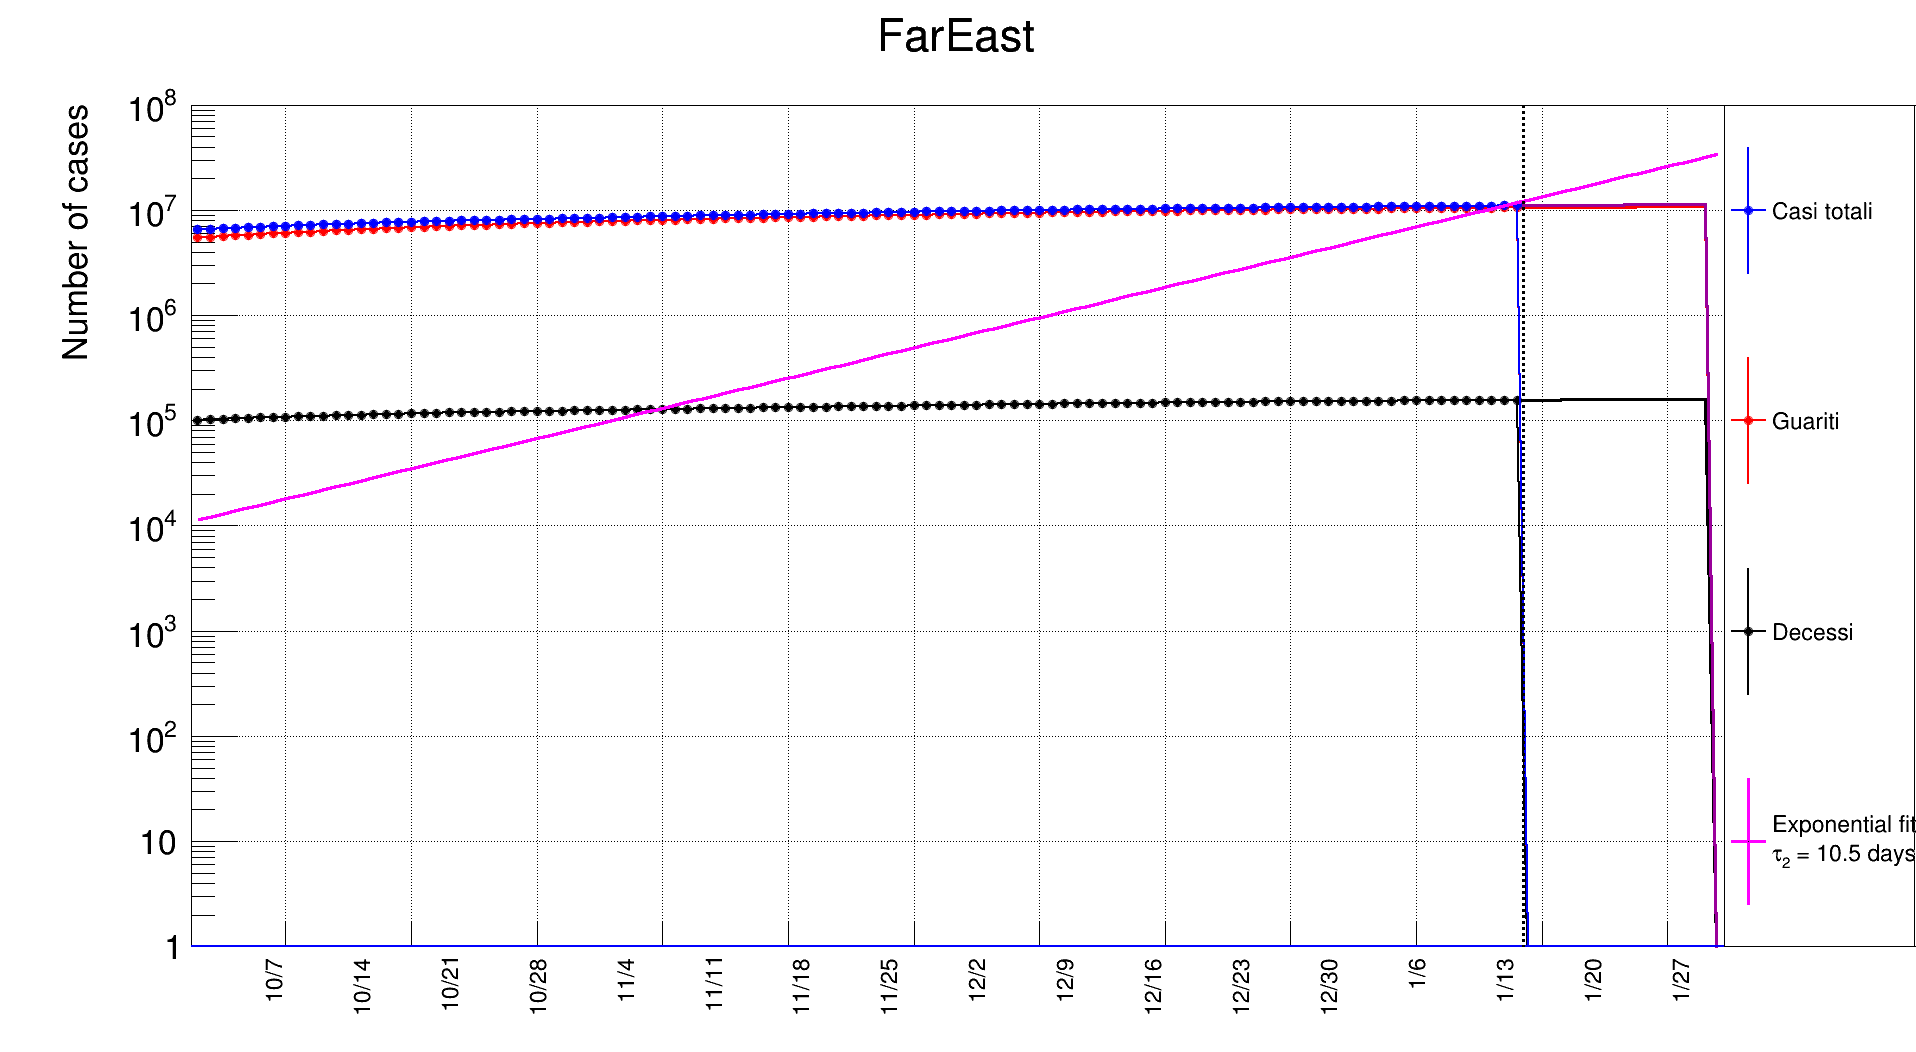 FarEast
Number of cases
10^8
10^7
10^6
10^5
10^4
10^3
10^2
10
1
10/7 10/14 10/21 10/28 11/4 11/11 11/18 11/25 12/2 12/9 12/16 12/23 12/30 1/6 1/13 1/20 1/27
Casi totali
Guariti
Decessi
Exponential fit
τ_2 = 10.5 days